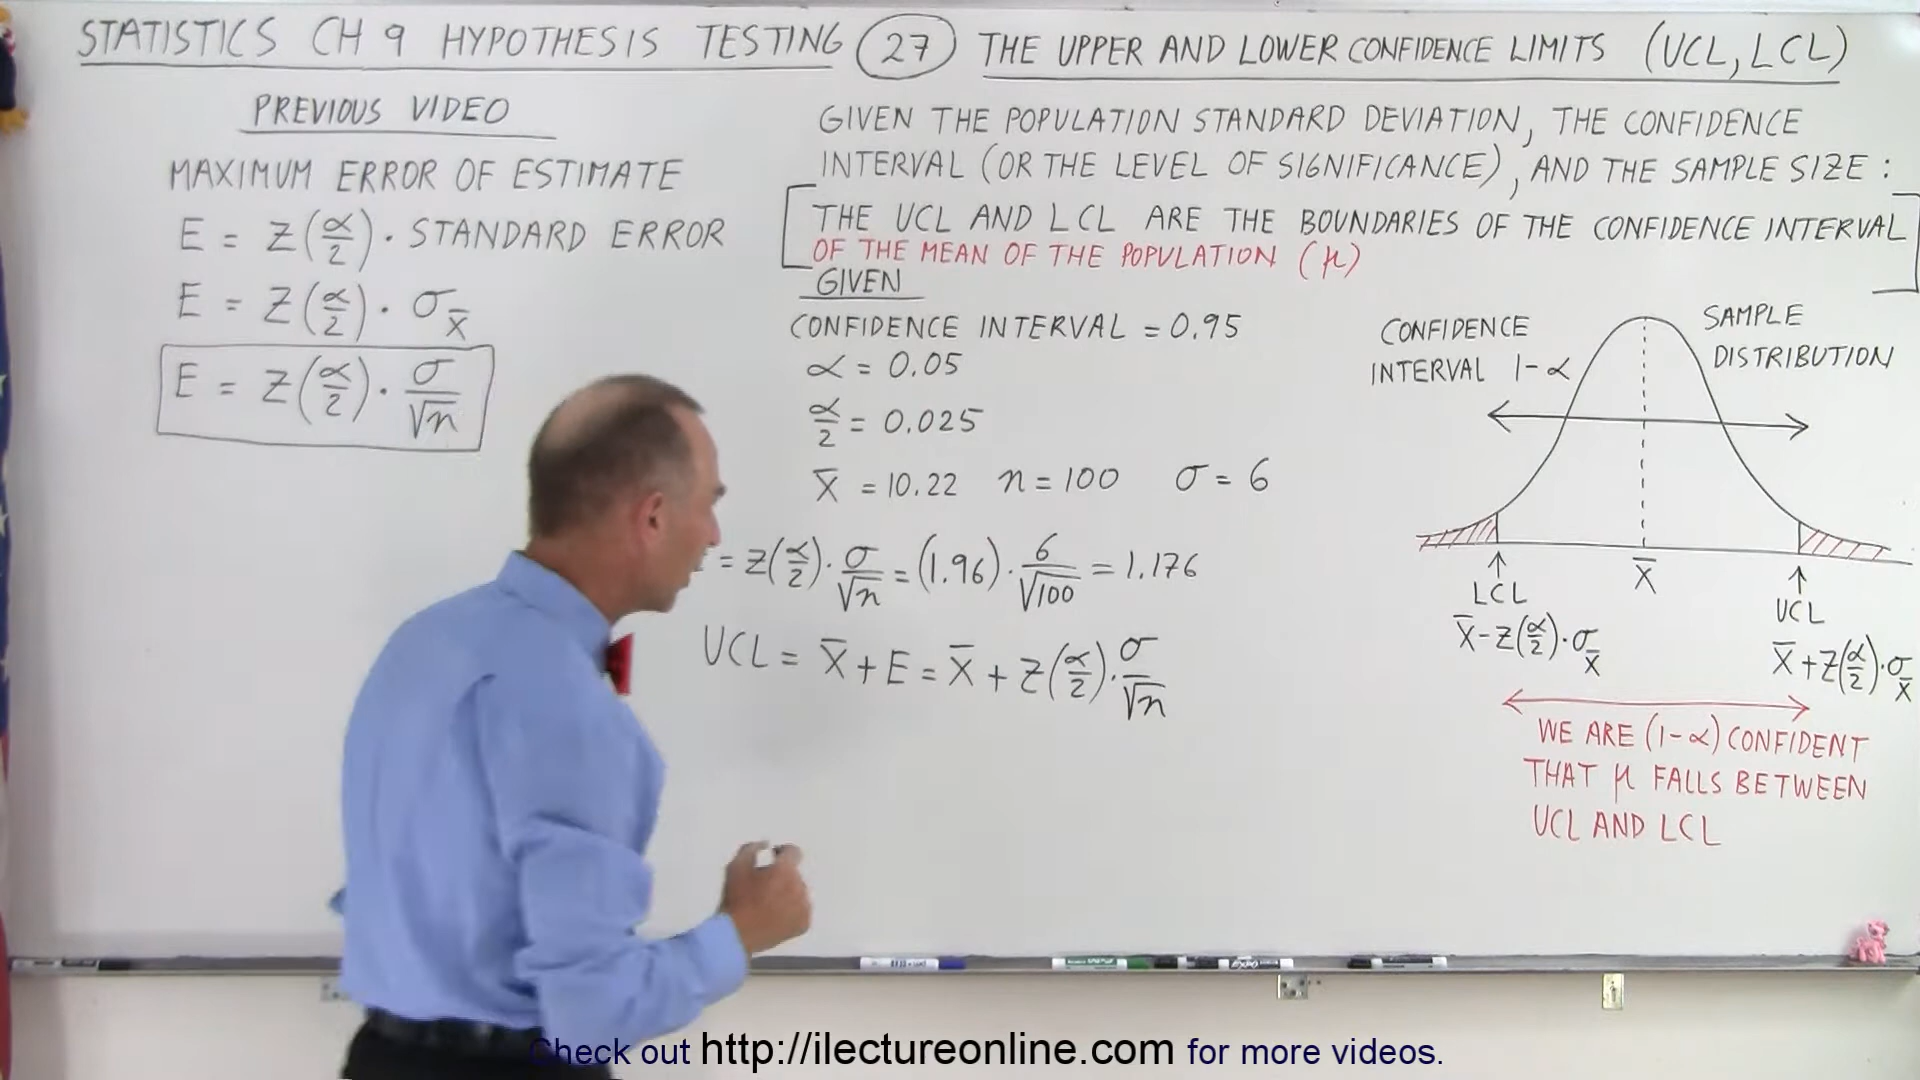 STATISTICS CH 9 HYPOTHESIS TESTING (27) THE UPPER AND LOWER CONFIDENCE LIMITS (UCL, LCL)
PREVIOUS VIDEO
MAXIMUM ERROR OF ESTIMATE
E = Z(α/2) · STANDARD ERROR
E = Z(α/2) · σx̄
E = Z(α/2) · σ/√n
GIVEN THE POPULATION STANDARD DEVIATION, THE CONFIDENCE
INTERVAL (OR THE LEVEL OF SIGNIFICANCE), AND THE SAMPLE SIZE :
[THE UCL AND LCL ARE THE BOUNDARIES OF THE CONFIDENCE INTERVAL
OF THE MEAN OF THE POPULATION (μ)]
GIVEN
CONFIDENCE INTERVAL = 0.95
α = 0.05
α/2 = 0.025
x̄ = 10.22 n = 100 σ = 6
= Z(α/2) · σ/√n = (1.96) · 6/√100 = 1.176
UCL = x̄ + E = x̄ + Z(α/2) · σ/√n
CONFIDENCE
INTERVAL 1-α
SAMPLE
DISTRIBUTION
LCL
x̄ - Z(α/2) · σx̄
x̄
UCL
x̄ + Z(α/2) · σx̄
WE ARE (1-α) CONFIDENT
THAT μ FALLS BETWEEN
UCL AND LCL
EXPO
Check out http://ilectureonline.com for more videos.